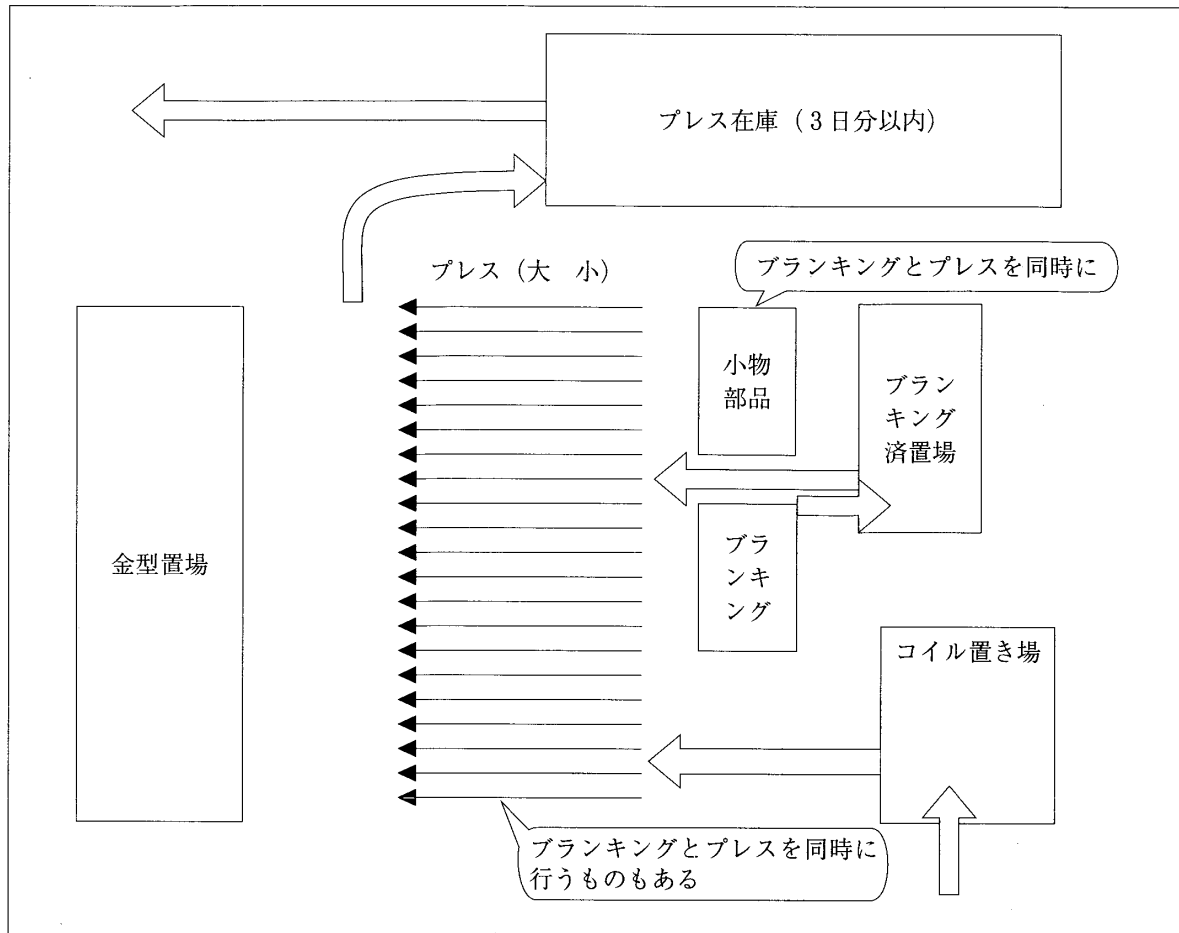 プレス在庫（3日分以内）
プレス（大　小）
ブランキングとプレスを同時に
小物
部品
ブラン
キング
済置場
金型置場
ブラ
ンキ
ング
コイル置き場
ブランキングとプレスを同時に
行うものもある